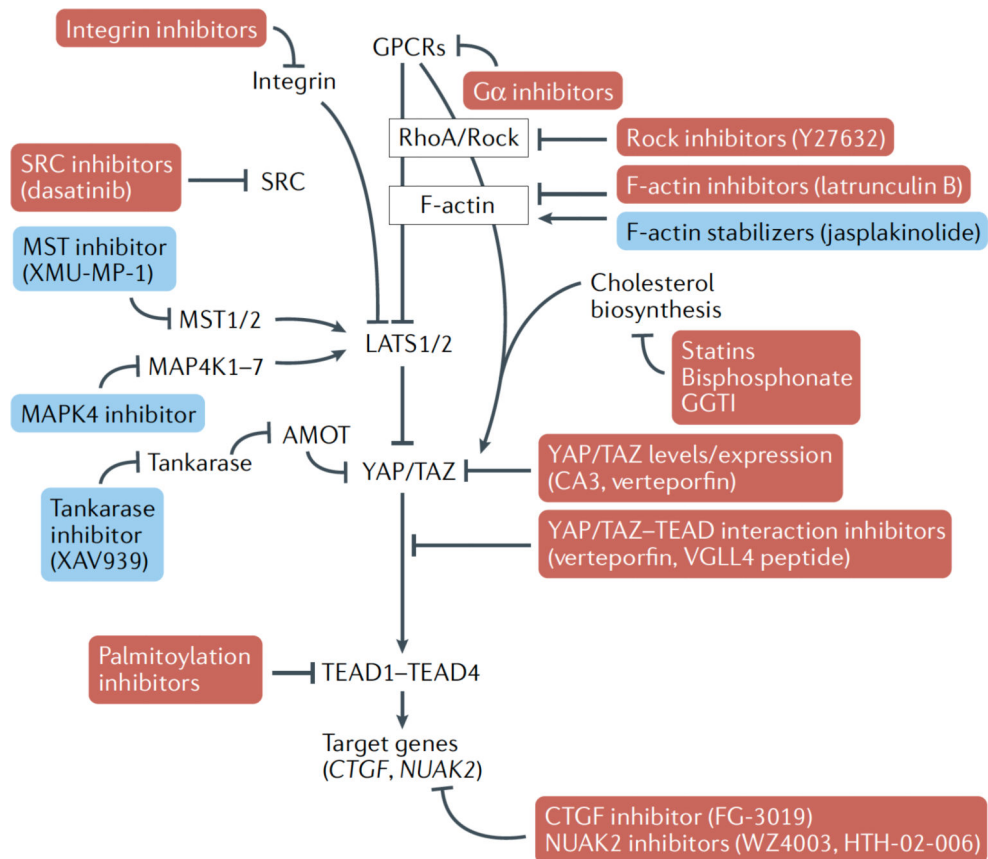 Integrin inhibitors
GPCRs
Integrin
Gα inhibitors
RhoA/Rock
Rock inhibitors (Y27632)
SRC inhibitors
(dasatinib)
SRC
F-actin inhibitors (latrunculin B)
F-actin
F-actin stabilizers (jasplakinolide)
MST inhibitor
(XMU-MP-1)
Cholesterol
biosynthesis
MST1/2
LATS1/2
Statins
Bisphosphonate
GGTI
MAP4K1–7
MAPK4 inhibitor
AMOT
Tankarase
YAP/TAZ
YAP/TAZ levels/expression
(CA3, verteporfin)
Tankarase
inhibitor
(XAV939)
YAP/TAZ–TEAD interaction inhibitors
(verteporfin, VGLL4 peptide)
Palmitoylation
inhibitors
TEAD1–TEAD4
Target genes
(CTGF, NUAK2)
CTGF inhibitor (FG-3019)
NUAK2 inhibitors (WZ4003, HTH-02-006)